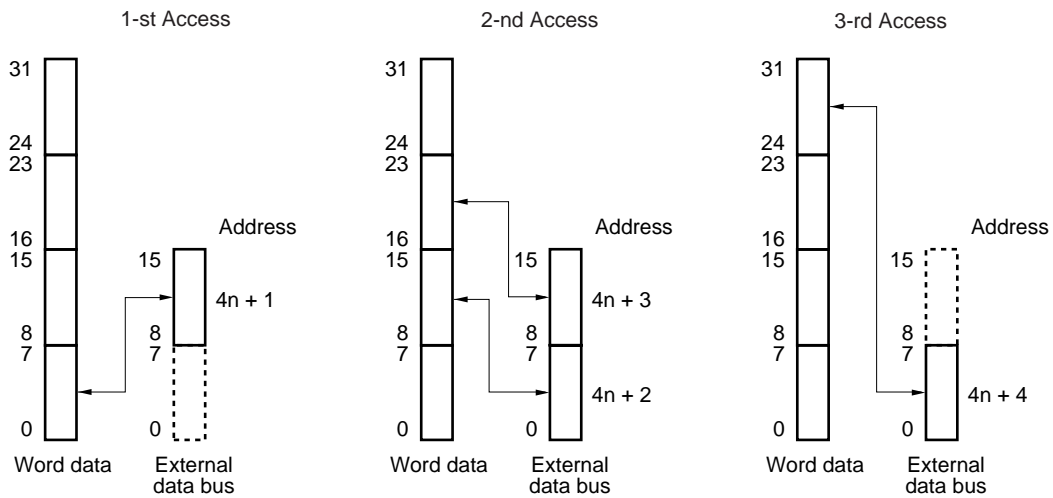 1-st Access
31
24
23
16
15
8
7
0
Word data
Address
15
4n + 1
8
7
0
External
data bus
2-nd Access
31
24
23
16
15
8
7
0
Word data
Address
15
4n + 3
8
7
4n + 2
0
External
data bus
3-rd Access
31
24
23
16
15
8
7
0
Word data
Address
15
8
7
4n + 4
0
External
data bus